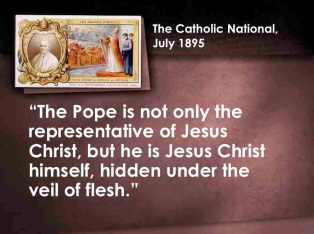 The Catholic National,
July 1895
“The Pope is not only the
representative of Jesus
Christ, but he is Jesus Christ
himself, hidden under the
veil of flesh.”